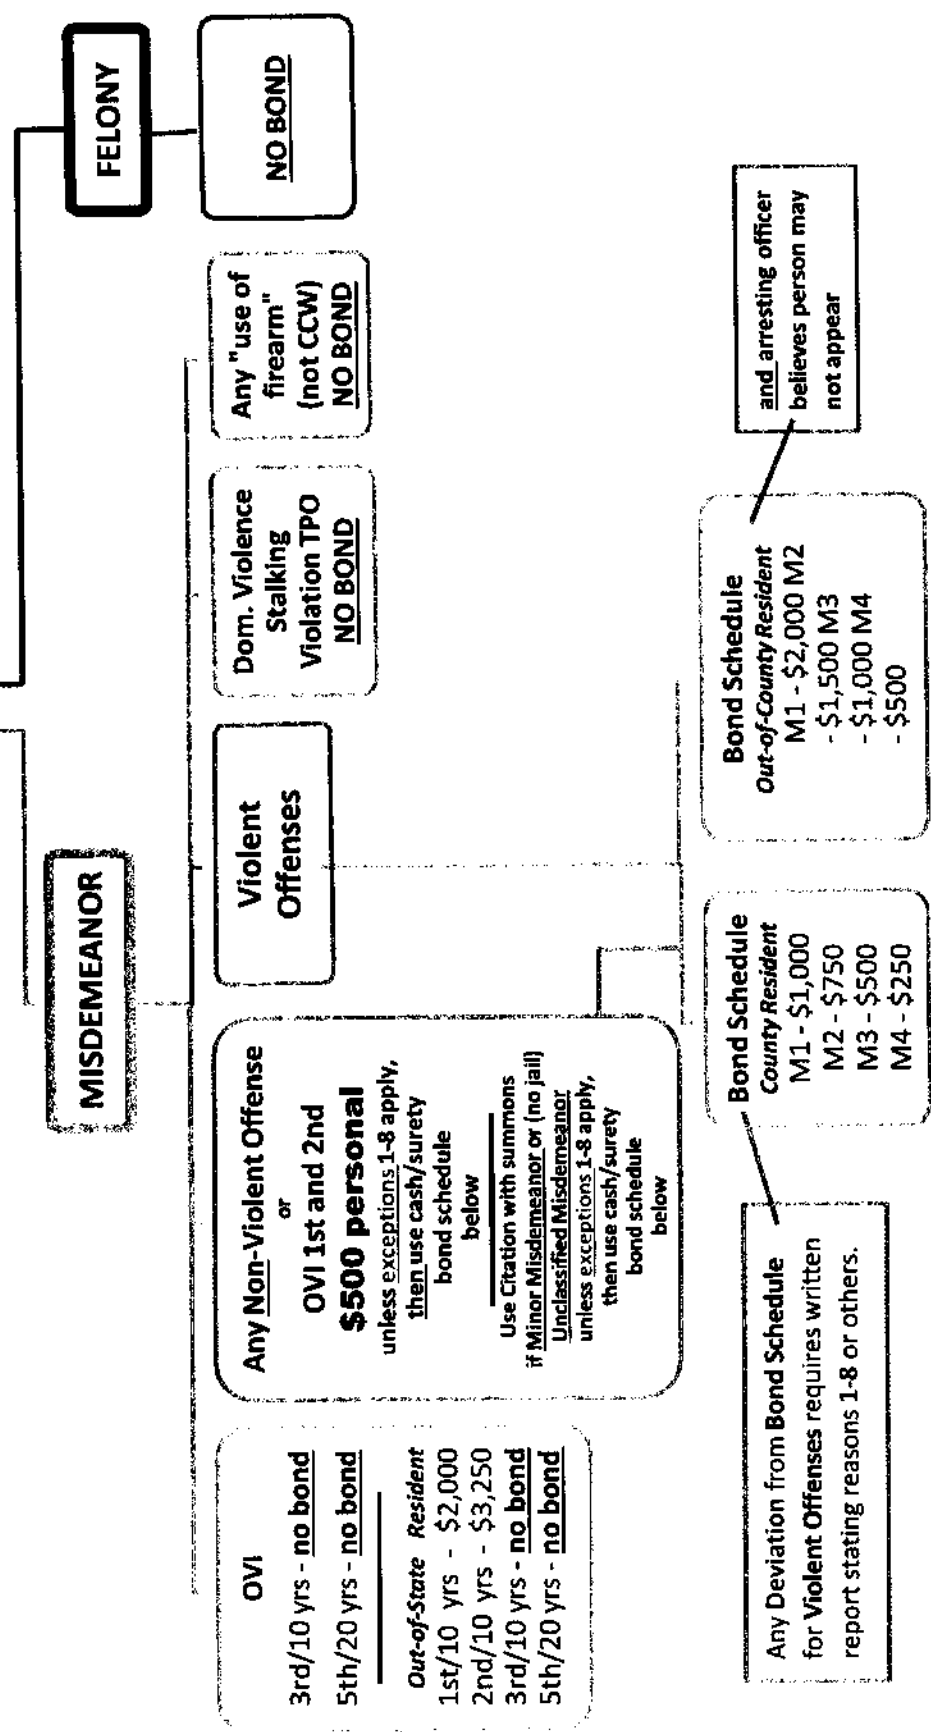 MISDEMEANOR
FELONY
OVI
3rd/10 yrs - no bond
5th/20 yrs - no bond
Out-of-State Resident
1st/10 yrs - $2,000
2nd/10 yrs - $3,250
3rd/10 yrs - no bond
5th/20 yrs - no bond
Any Non-Violent Offense
or
OVI 1st and 2nd
$500 personal
unless exceptions 1-8 apply,
then use cash/surety
bond schedule
below
Use Citation with summons
if Minor Misdemeanor or (no jail)
Unclassified Misdemeanor
unless exceptions 1-8 apply,
then use cash/surety
bond schedule
below
Violent
Offenses
Dom. Violence
Stalking
Violation TPO
NO BOND
Any "use of
firearm"
(not CCW)
NO BOND
NO BOND
Any Deviation from Bond Schedule
for Violent Offenses requires written
report stating reasons 1-8 or others.
Bond Schedule
County Resident
M1 - $1,000
M2 - $750
M3 - $500
M4 - $250
Bond Schedule
Out-of-County Resident
M1 - $2,000 M2
- $1,500 M3
- $1,000 M4
- $500
and arresting officer
believes person may
not appear